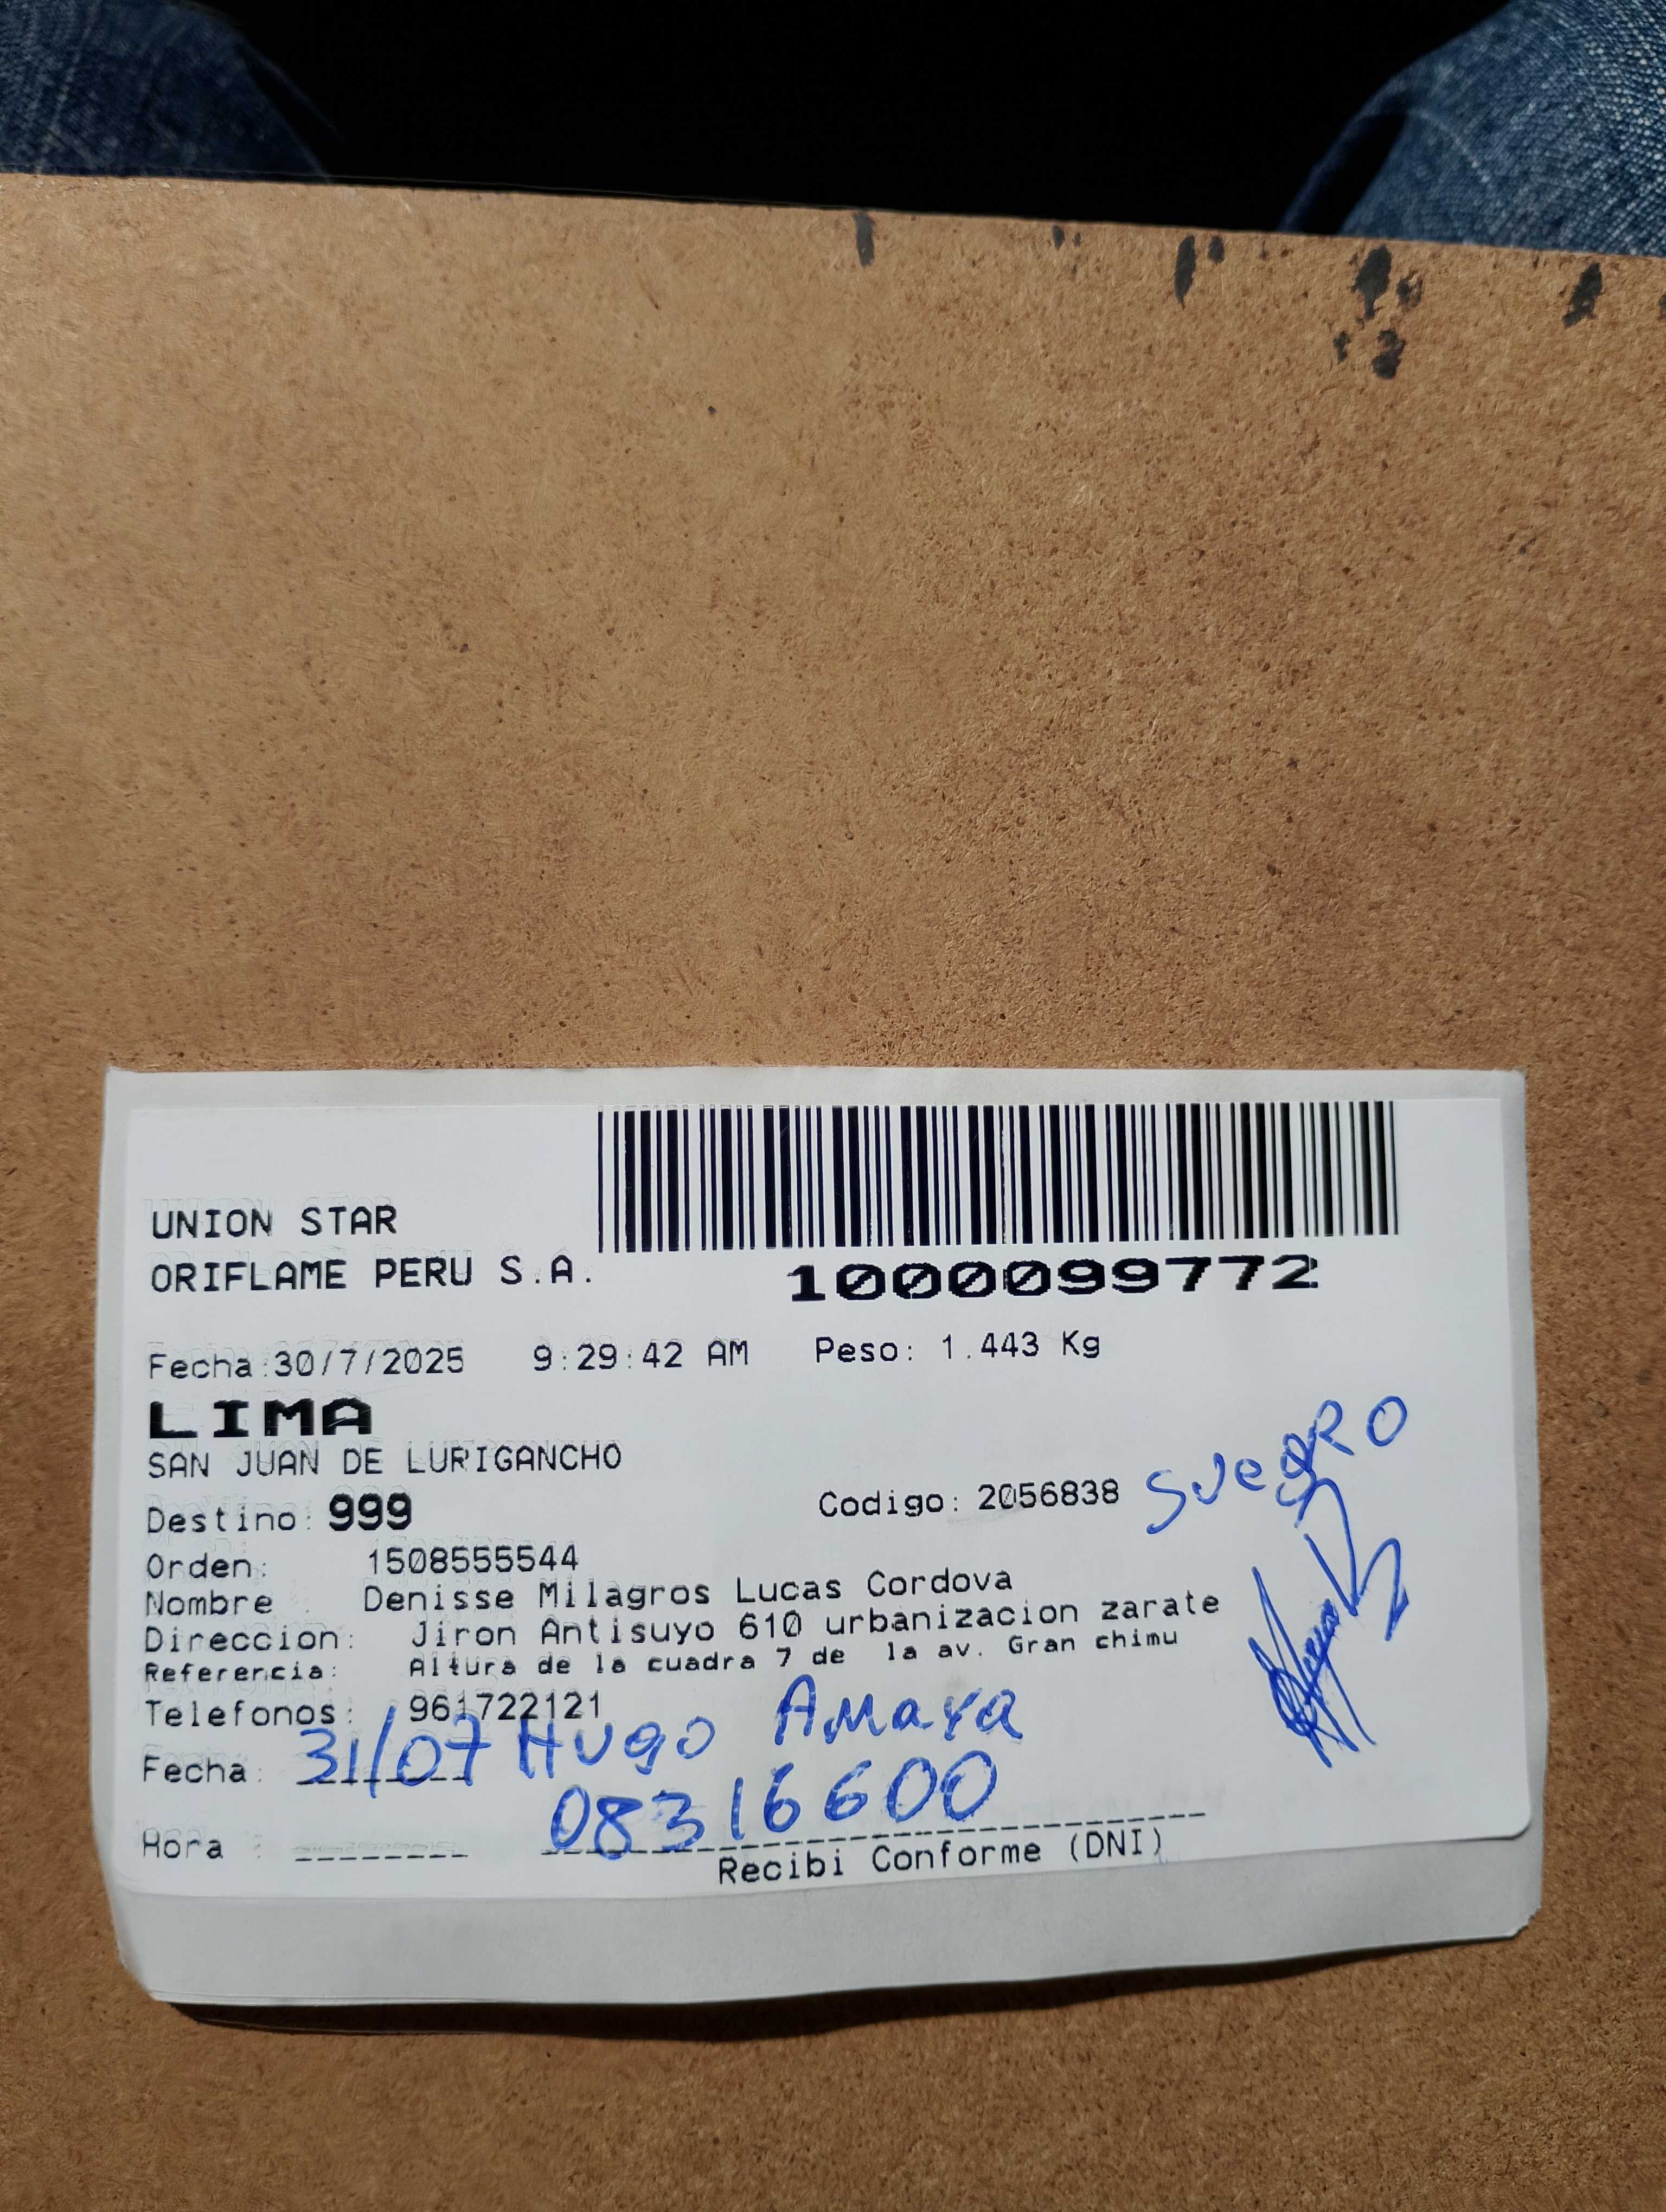 UNION STAR
ORIFLAME PERU S.A.
1000099772
Fecha:30/7/2025 9:29:42 AM Peso: 1.443 Kg
LIMA
SAN JUAN DE LURIGANCHO
Destino: 999 Codigo: 2056838 SUegRO
Orden: 1508555544
Nombre : Denisse Milagros Lucas Cordova
Direccion: Jiron Antisuyo 610 urbanizacion zarate
Referencia: Altura de la cuadra 7 de la av. Gran chimu
Telefonos: 961722121
Fecha: 31/07 HUgo AMaya
08316600
Hora :
Recibi Conforme (DNI)